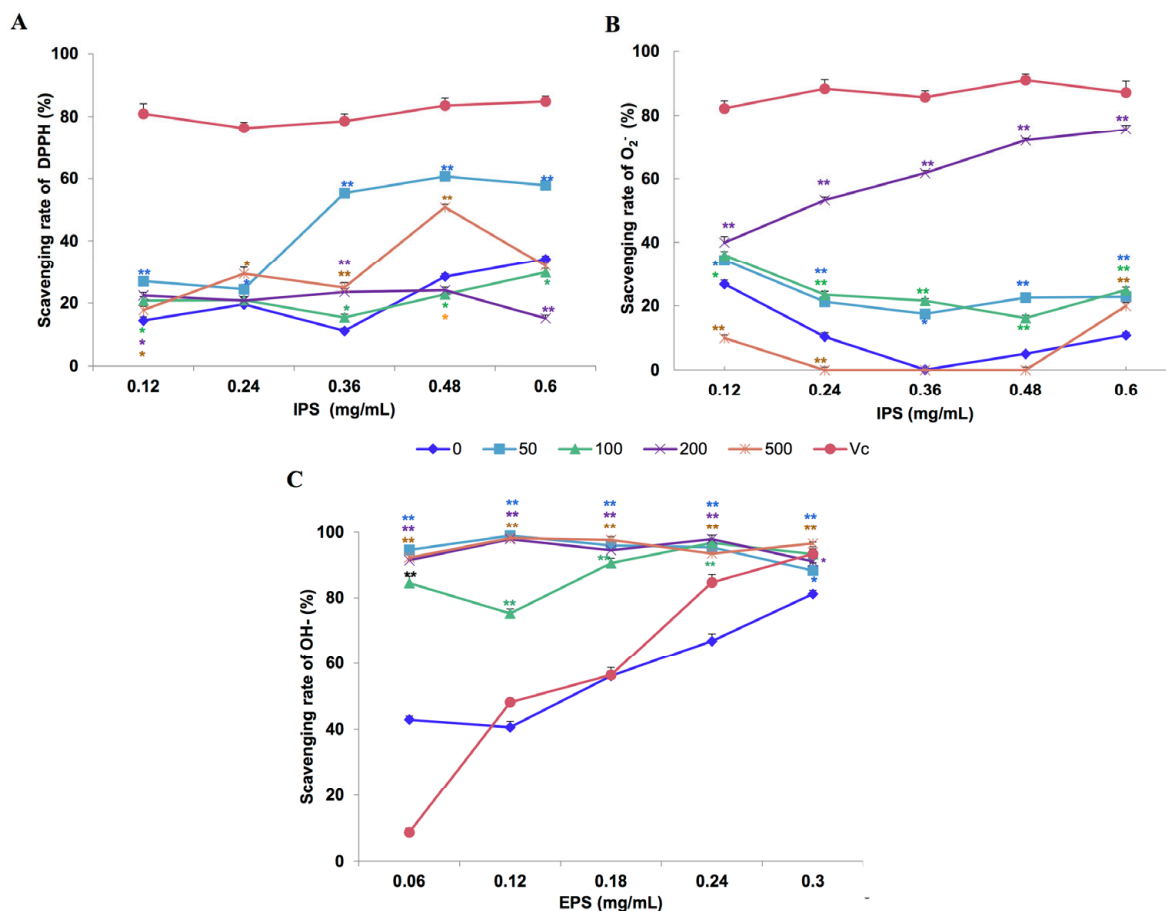 A
Scavenging rate of DPPH (%)
100
80
60
40
20
0
** ** ** **
* ** **
* ** *
* * * **
* *
*
0.12 0.24 0.36 0.48 0.6
IPS (mg/mL)
B
Sacvenging rate of O₂⁻ (%)
100
80
60
40
20
0
** ** ** ** **
* ** ** **
* ** * ** **
** ** **
0.12 0.24 0.36 0.48 0.6
IPS (mg/mL)
0 50 100 200 500 Vc
C
Scavenging rate of OH- (%)
100
80
60
40
20
0
** ** ** ** **
** ** ** ** **
** ** ** **
** ** ** ** *
*
0.06 0.12 0.18 0.24 0.3
EPS (mg/mL)